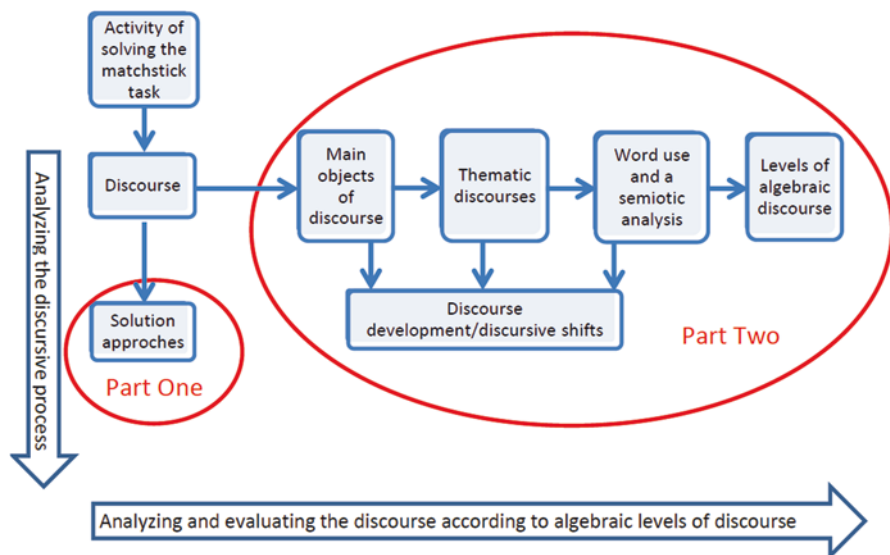 Activity of
solving the
matchstick
task
Discourse
Main
objects of
discourse
Thematic
discourses
Word use
and a
semiotic
analysis
Levels of
algebraic
discourse
Solution
approches
Discourse
development/discursive shifts
Part One
Part Two
Analyzing the discursive process
Analyzing and evaluating the discourse according to algebraic levels of discourse